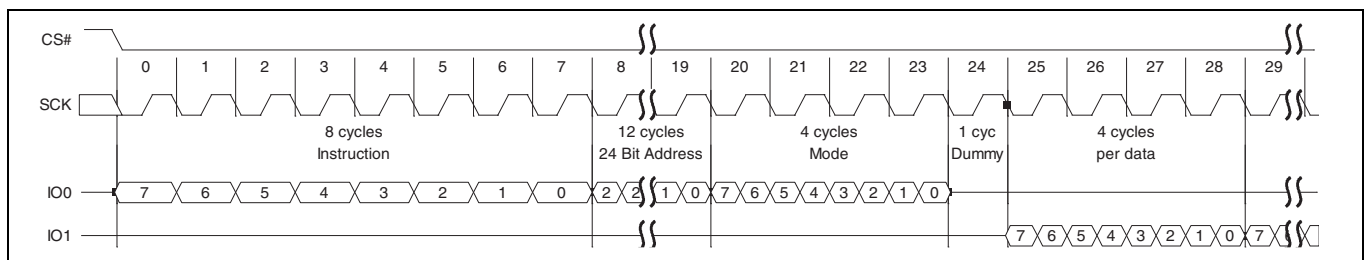 CS#
0 1 2 3 4 5 6 7 8 19 20 21 22 23 24 25 26 27 28 29
SCK
8 cycles 12 cycles 4 cycles 1 cyc 4 cycles
Instruction 24 Bit Address Mode Dummy per data
IO0 7 6 5 4 3 2 1 0 2 2 1 0 7 6 5 4 3 2 1 0
IO1 7 6 5 4 3 2 1 0 7